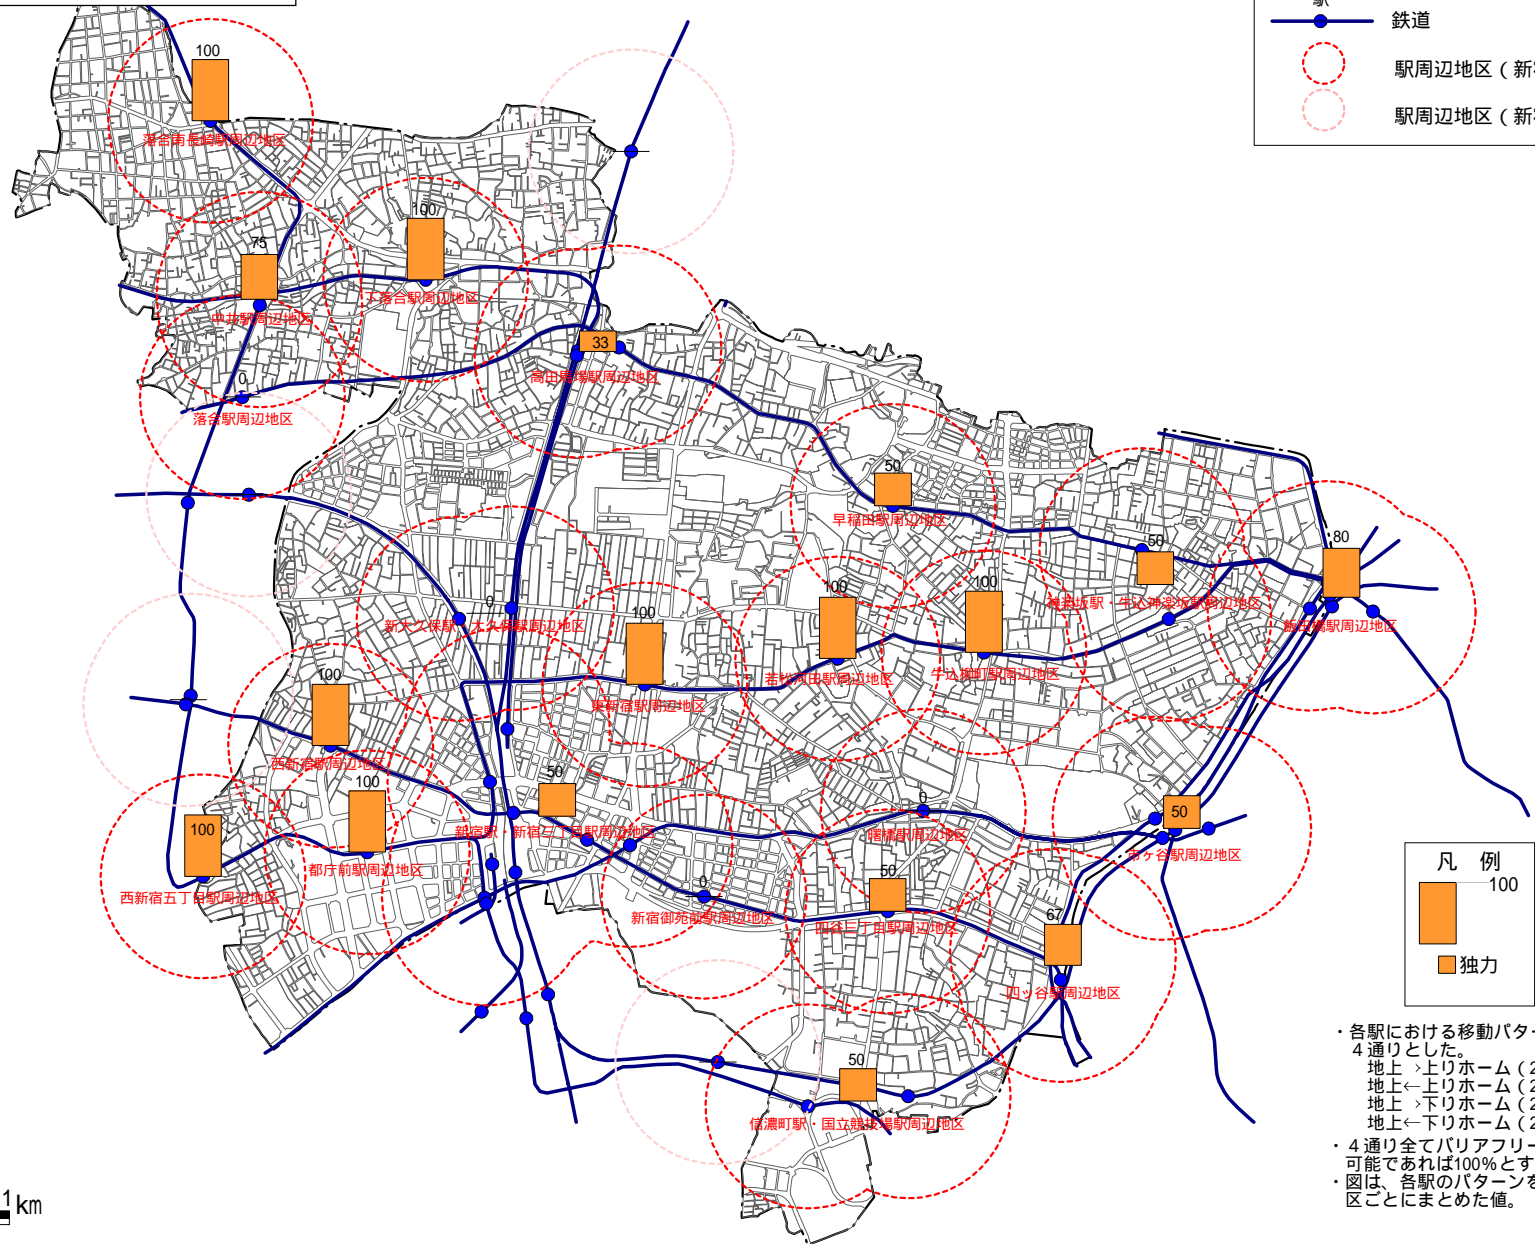 駅
鉄道
駅周辺地区（新
駅周辺地区（新
100
落合南長崎駅周辺地区
100
75
下落合駅周辺地区
中井駅周辺地区
33
高田馬場駅周辺地区
0
落合駅周辺地区
50
早稲田駅周辺地区
50
神楽坂駅・牛込神楽坂駅周辺地区
80
飯田橋駅周辺地区
0
新大久保駅・大久保駅周辺地区
100
東新宿駅周辺地区
100
若松河田駅周辺地区
100
牛込柳町駅周辺地区
100
西新宿駅周辺地区
100
都庁前駅周辺地区
100
西新宿五丁目駅周辺地区
50
新宿駅・新宿三丁目駅周辺地区
0
曙橋駅周辺地区
50
市ヶ谷駅周辺地区
0
新宿御苑前駅周辺地区
50
四谷三丁目駅周辺地区
67
四ッ谷駅周辺地区
50
信濃町駅・国立競技場駅周辺地区
凡 例
100
独力
・各駅における移動パタ
４通りとした。
地上→上りホーム（2
地上←上りホーム（2
地上→下りホーム（2
地上←下りホーム（2
・４通り全てバリアフリー
可能であれば100%とす
・図は、各駅のパターンを
区ごとにまとめた値。
1
km